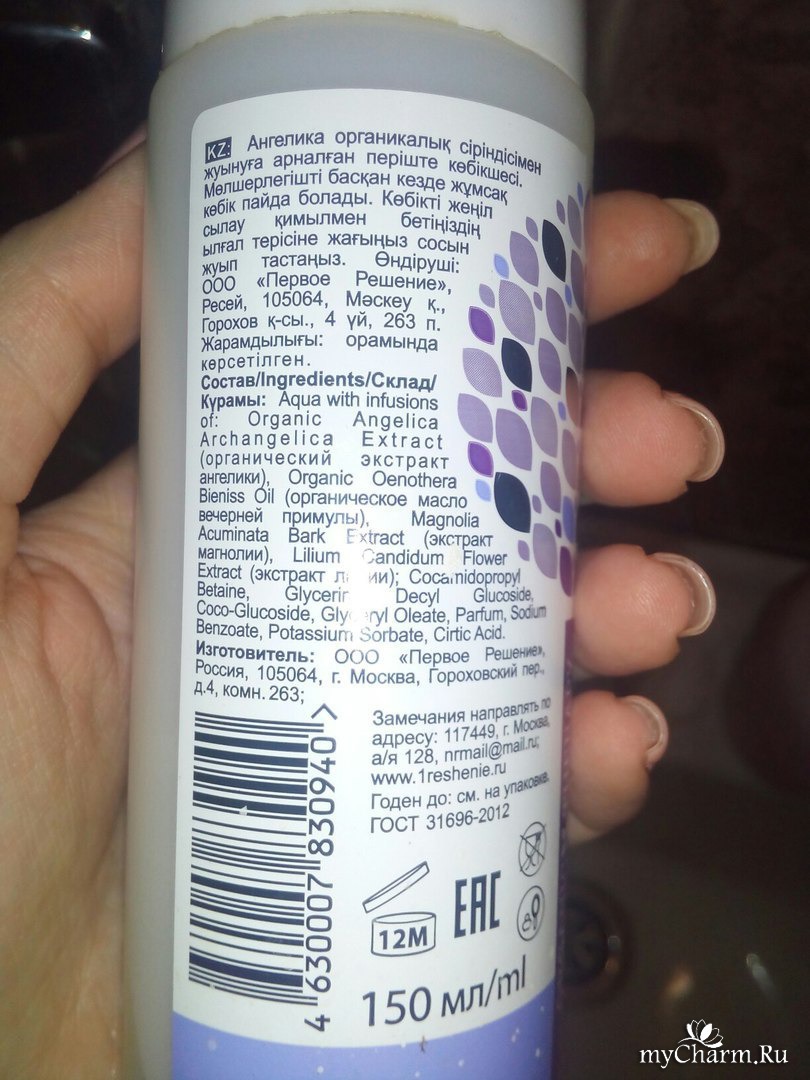 KZ: Ангелика органикалық сіріндісімен
жуынуға арналған періште көбікшесі.
Мөлшерлегішті басқан кезде жұмсақ
көбік пайда болады. Көбікті жеңіл
сылау қимылмен бетіңіздің
ылғал терісіне жағыңыз сосын
жуып тастаңыз. Өндіруші:
ООО «Первое Решение»,
Ресей, 105064, Мәскеу қ.,
Горохов қ-сы., 4 үй, 263 п.
Жарамдылығы: орамында
көрсетілген.
Состав/Ingredients/Склад/
Құрамы: Aqua with infusions
of: Organic Angelica
Archangelica Extract
(органический экстракт
ангелики), Organic Oenothera
Bieniss Oil (органическое масло
вечерней примулы), Magnolia
Acuminata Bark Extract (экстракт
магнолии), Lilium Candidum Flower
Extract (экстракт лилии); Cocamidopropyl
Betaine, Glycerin, Decyl Glucoside,
Coco-Glucoside, Glyceryl Oleate, Parfum, Sodium
Benzoate, Potassium Sorbate, Cirtic Acid.
Изготовитель: ООО «Первое Решение»,
Россия, 105064, г. Москва, Гороховский пер.,
д.4, комн. 263;
Замечания направлять по
адресу: 117449, г. Москва,
а/я 128, nrmail@mail.ru;
www.1reshenie.ru
Годен до: см. на упаковке.
ГОСТ 31696-2012
4 630007 830940 >
12M
EAC
150 мл/ml
myCharm.Ru